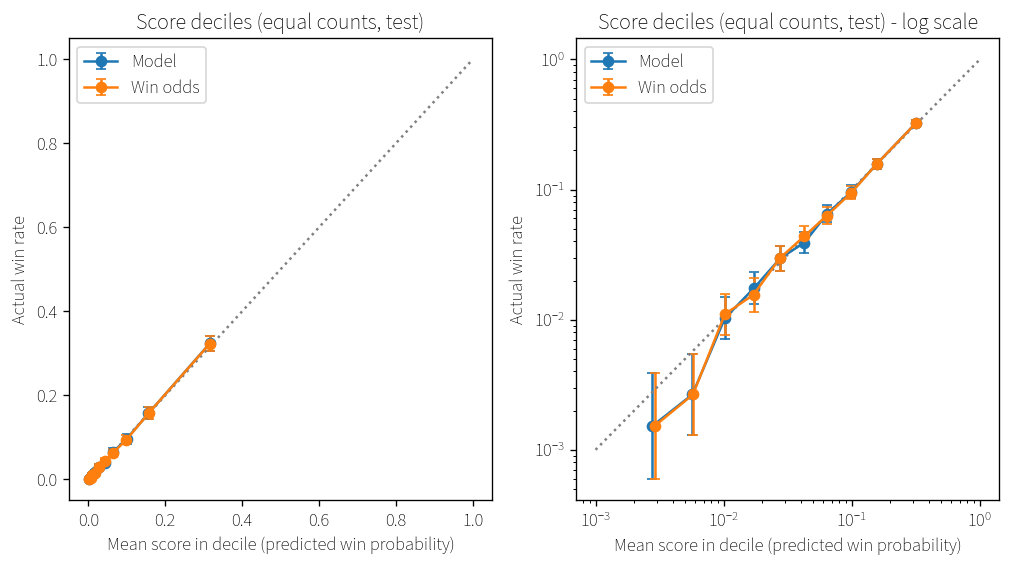 Score deciles (equal counts, test)
Model
Win odds
1.0
0.8
0.6
0.4
0.2
0.0
Actual win rate
0.0 0.2 0.4 0.6 0.8 1.0
Mean score in decile (predicted win probability)
Score deciles (equal counts, test) - log scale
Model
Win odds
10⁰
10⁻¹
10⁻²
10⁻³
Actual win rate
10⁻³ 10⁻² 10⁻¹ 10⁰
Mean score in decile (predicted win probability)